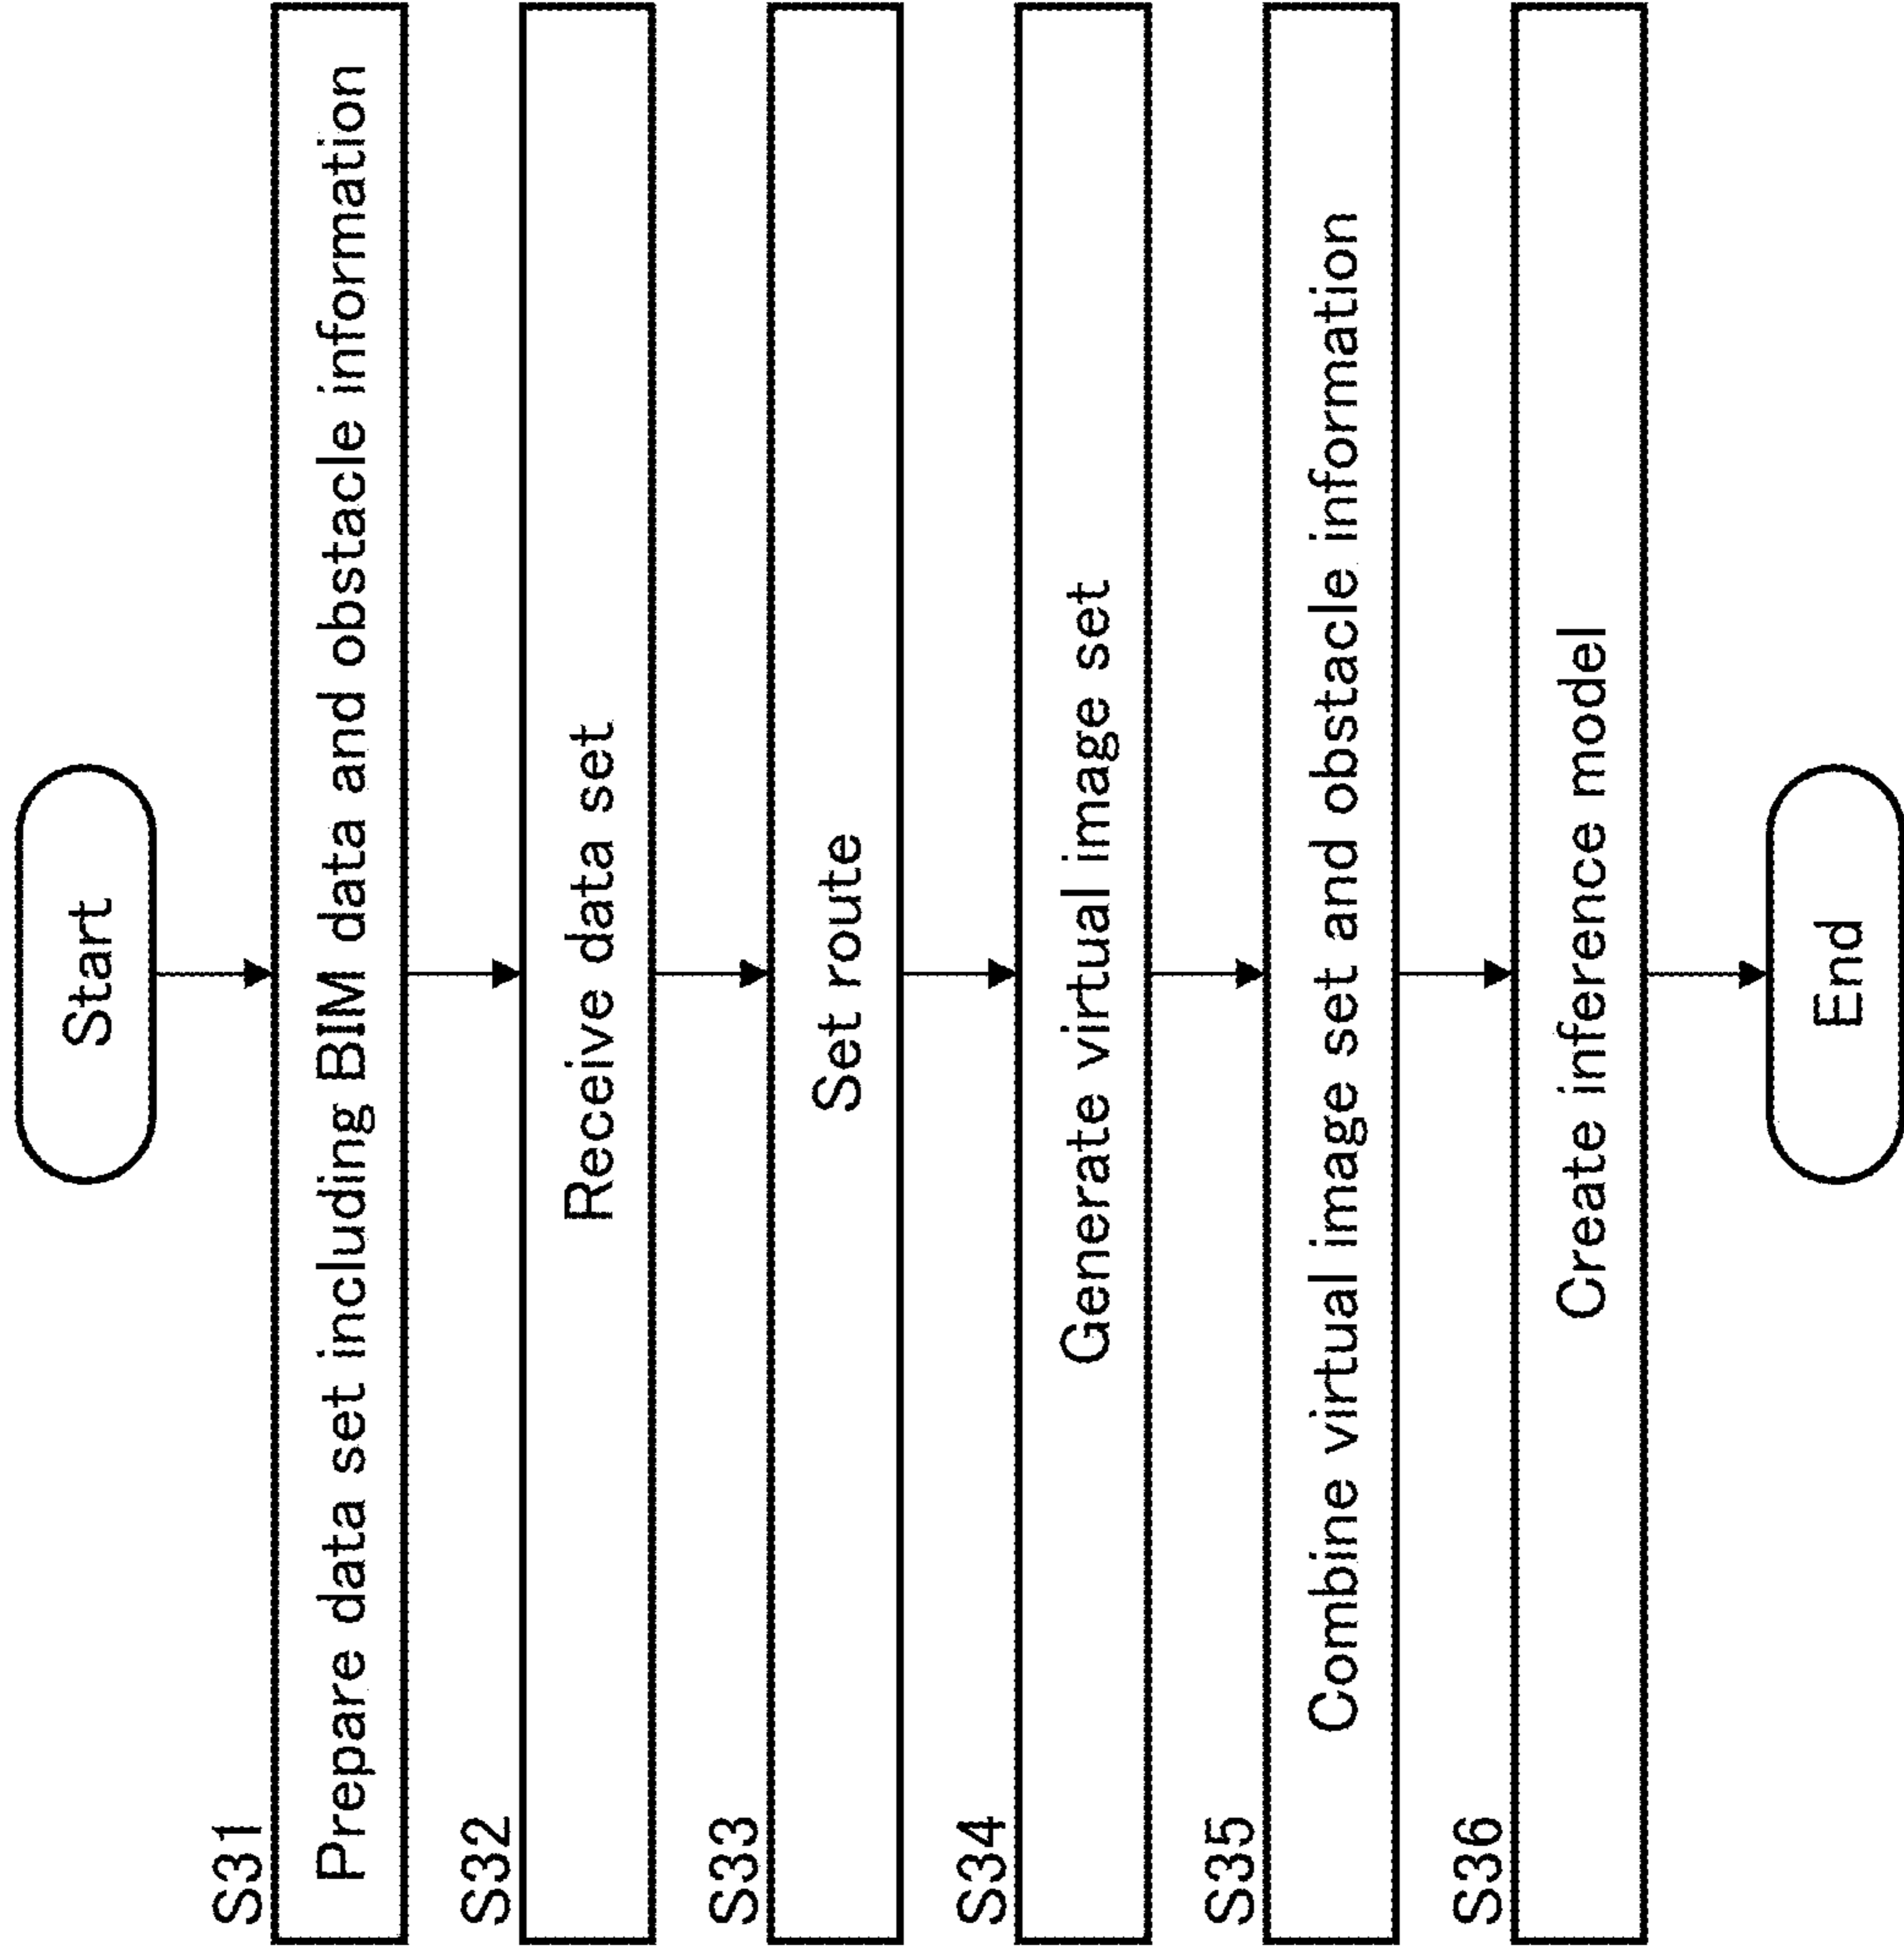 Start
S31
Prepare data set including BIM data and obstacle information
S32
Receive data set
S33
Set route
S34
Generate virtual image set
S35
Combine virtual image set and obstacle information
S36
Create inference model
End